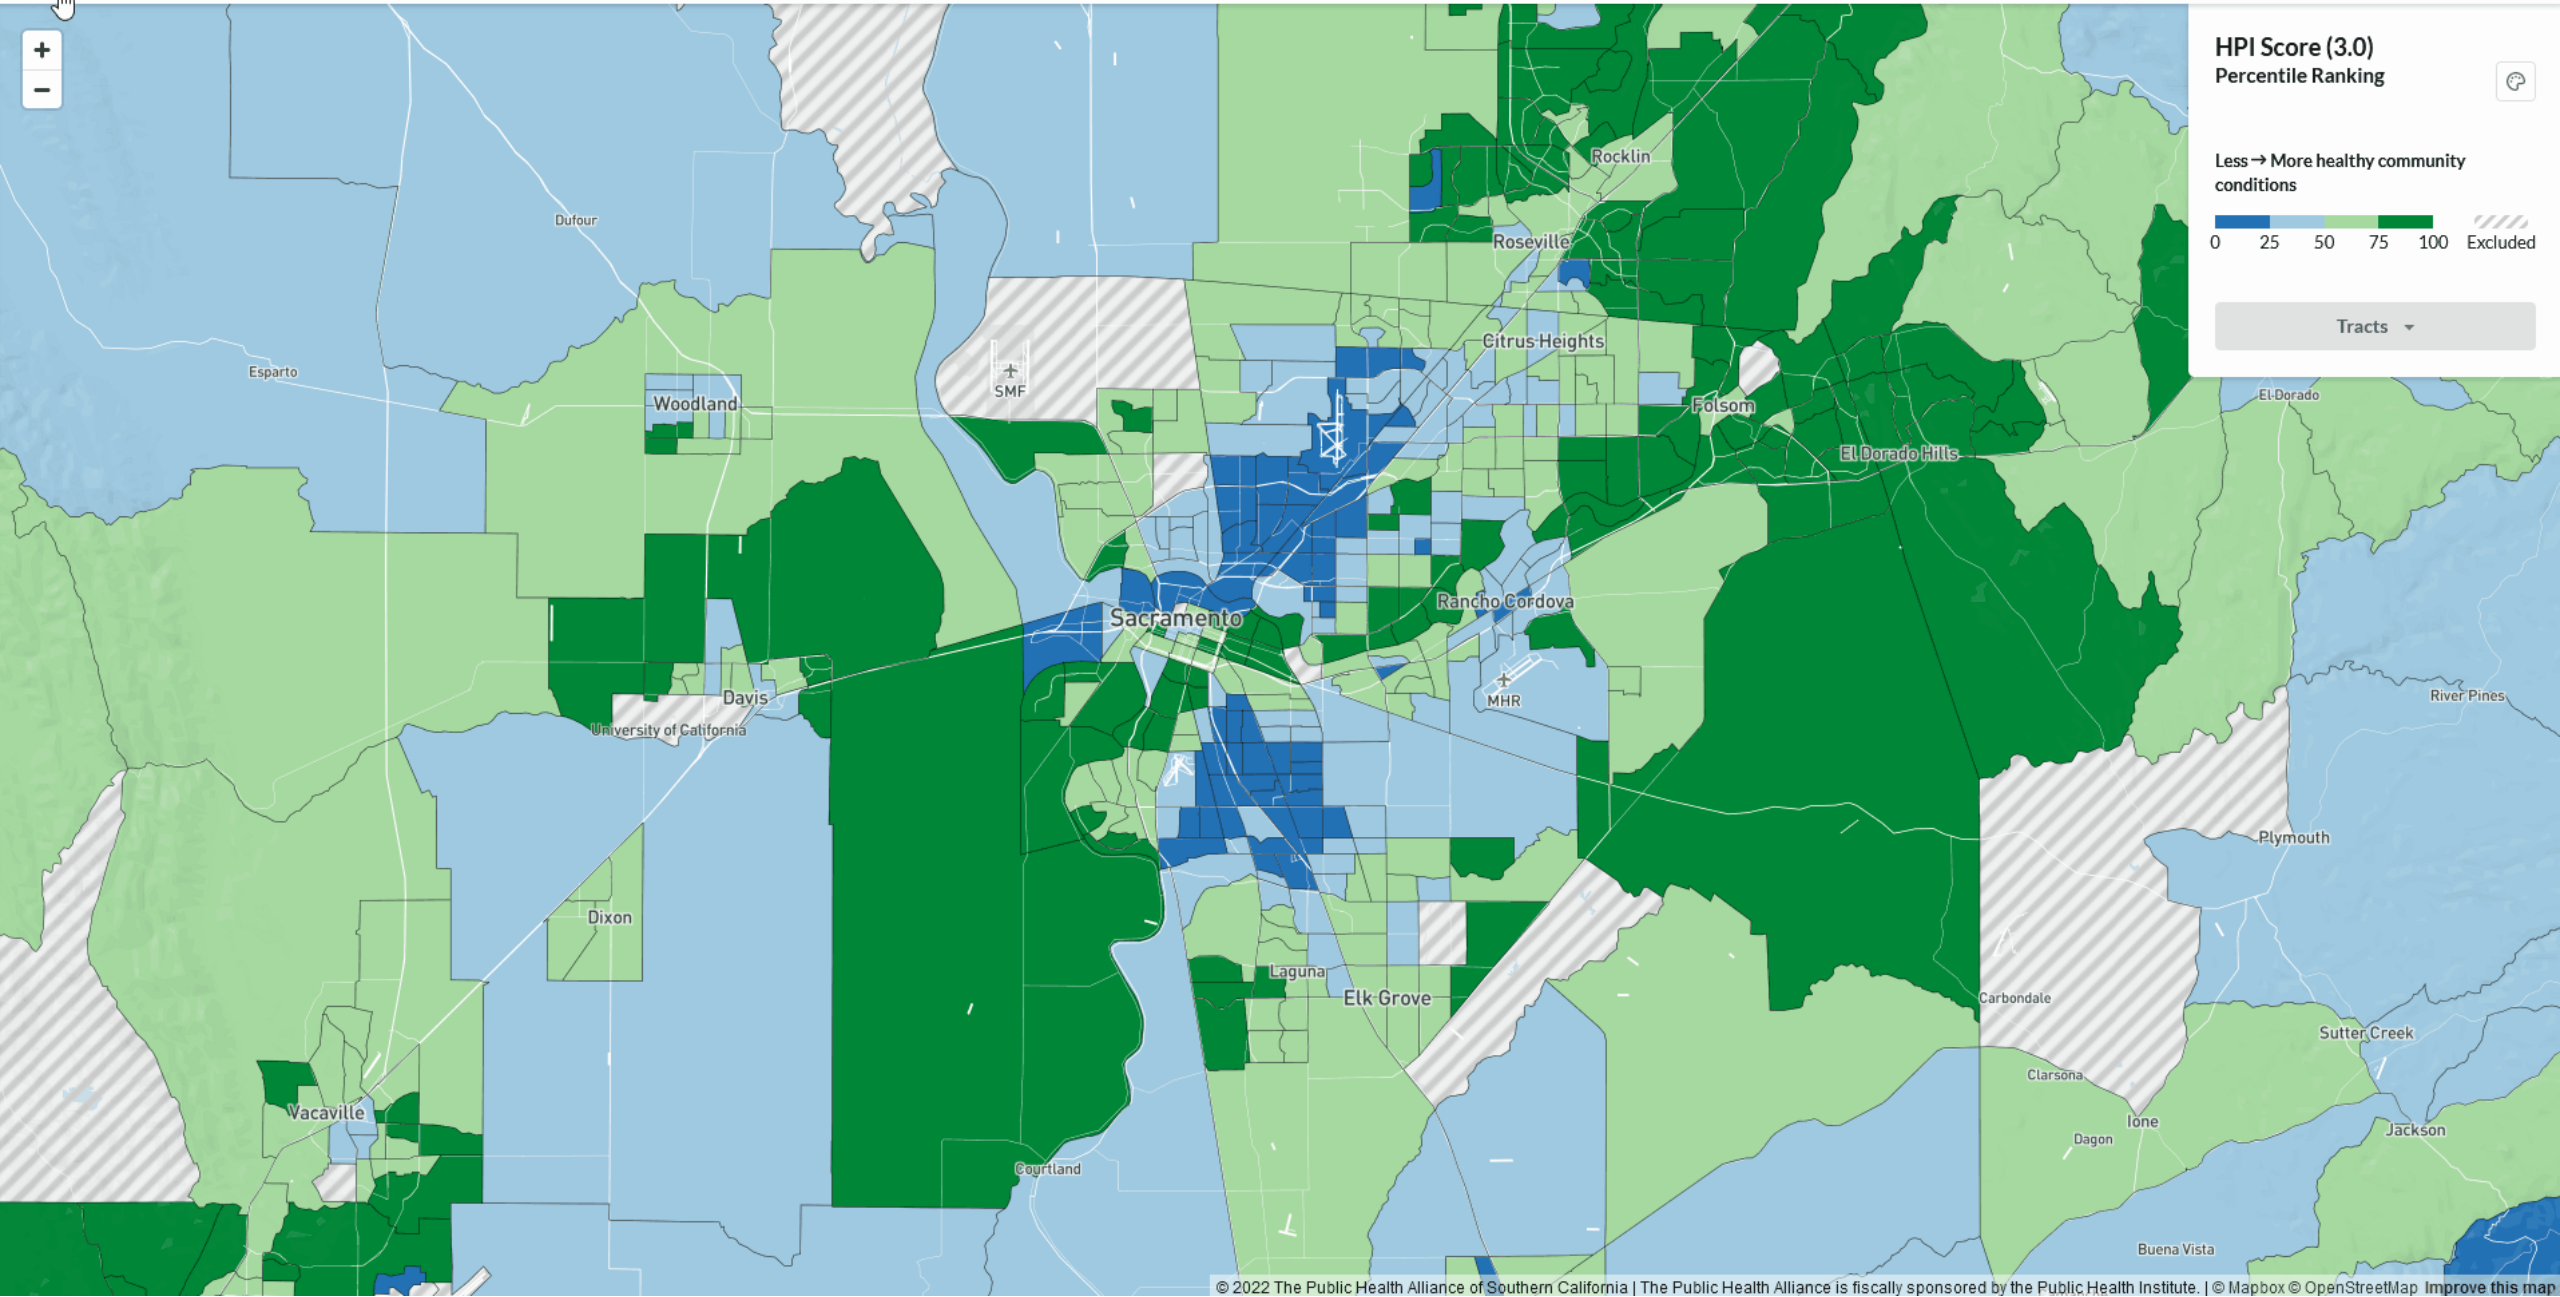 +
−
HPI Score (3.0)
Percentile Ranking
Less → More healthy community
conditions
0 25 50 75 100 Excluded
Tracts
Rocklin
Dufour
Roseville
Citrus Heights
Esparto
SMF
Woodland
Folsom
El Dorado
El Dorado Hills
Rancho Cordova
Sacramento
Davis
MHR
River Pines
University of California
Plymouth
Dixon
Laguna
Elk Grove
Carbondale
Sutter Creek
Clarsona
Vacaville
Ione
Jackson
Dagon
Courtland
Buena Vista
© 2022 The Public Health Alliance of Southern California | The Public Health Alliance is fiscally sponsored by the Public Health Institute. | © Mapbox © OpenStreetMap Improve this map